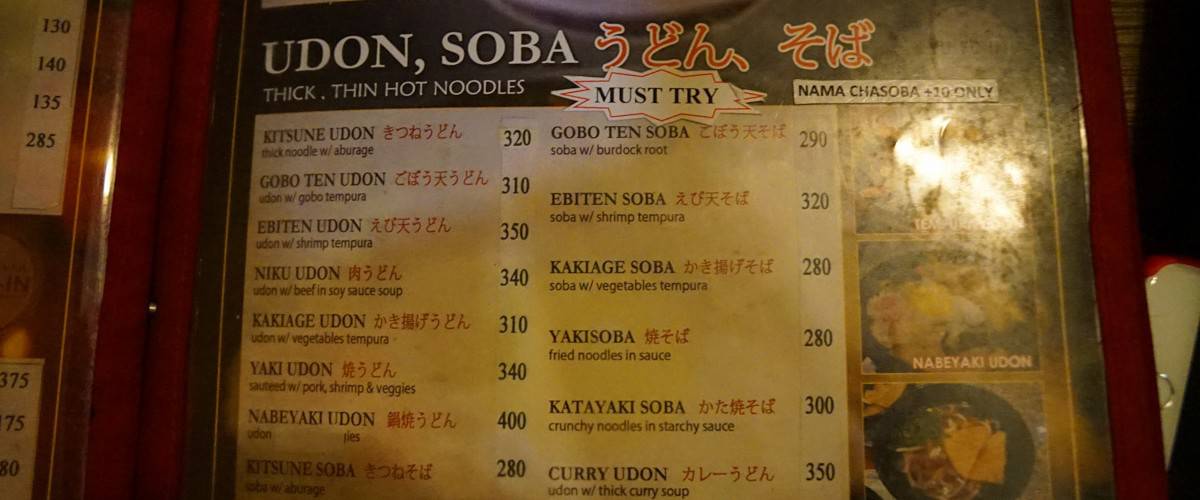 130
140
135
285
375
175
80
UDON, SOBA うどん、そば
THICK . THIN HOT NOODLES
MUST TRY
NAMA CHASOBA +10 ONLY
KITSUNE UDON きつねうどん 320
thick noodle w/ aburage
GOBO TEN UDON ごぼう天うどん 310
udon w/ gobo tempura
EBITEN UDON えび天うどん 350
udon w/ shrimp tempura
NIKU UDON 肉うどん 340
udon w/ beef in soy sauce soup
KAKIAGE UDON かき揚げうどん 310
udon w/ vegetables tempura
YAKI UDON 焼うどん 340
sauteed w/ pork, shrimp & veggies
NABEYAKI UDON 鍋焼うどん 400
udon
KITSUNE SOBA きつねそば 280
soba w/ aburage
GOBO TEN SOBA ごぼう天そば 290
soba w/ burdock root
EBITEN SOBA えび天そば 320
soba w/ shrimp tempura
KAKIAGE SOBA かき揚げそば 280
soba w/ vegetables tempura
YAKISOBA 焼そば 280
fried noodles in sauce
KATAYAKI SOBA かた焼そば 300
crunchy noodles in starchy sauce
CURRY UDON カレーうどん 350
udon w/ thick curry soup
NABEYAKI UDON